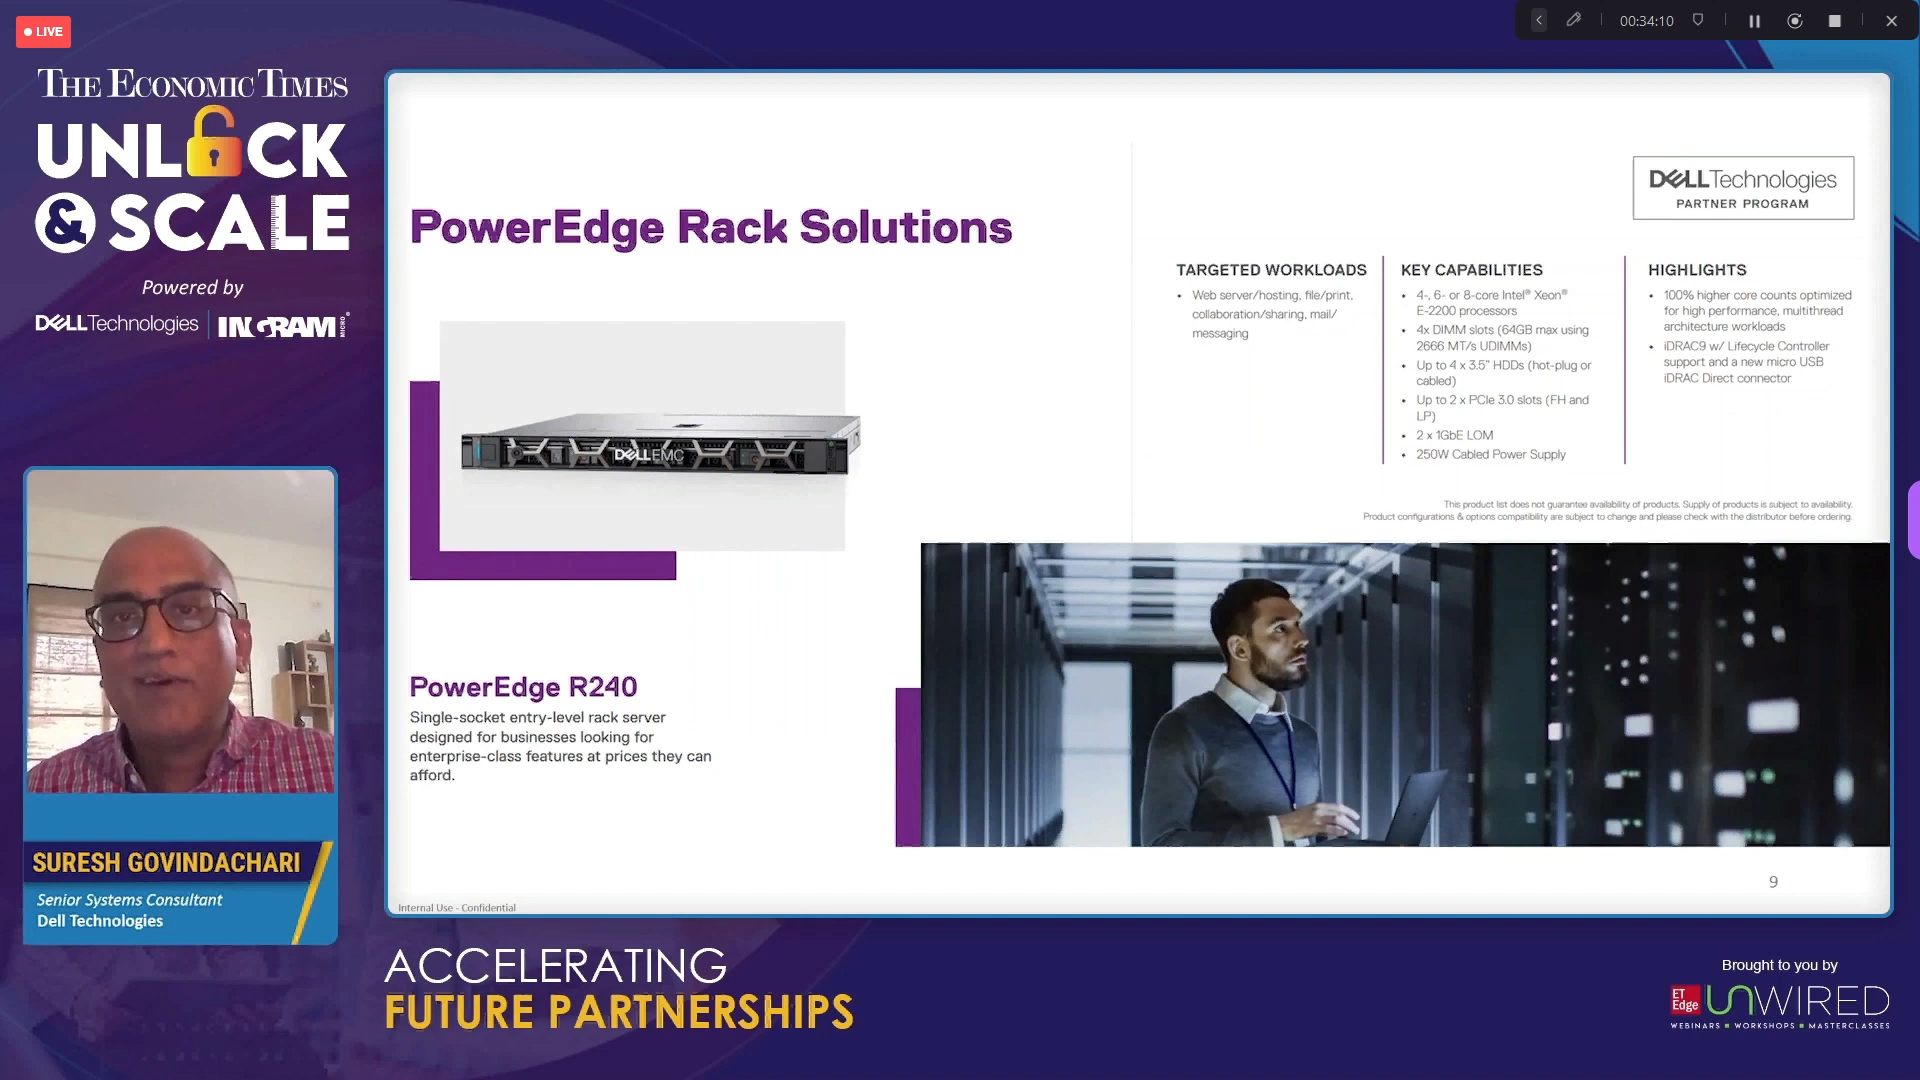 LIVE
00:34:10
THE ECONOMIC TIMES
UNLOCK
& SCALE
Powered by
DELLTechnologies | INGRAM MICRO®
PowerEdge Rack Solutions
DELLTechnologies
PARTNER PROGRAM
TARGETED WORKLOADS
• Web server/hosting, file/print,
collaboration/sharing, mail/
messaging
KEY CAPABILITIES
• 4-, 6- or 8-core Intel® Xeon®
E-2200 processors
• 4x DIMM slots (64GB max using
2666 MT/s UDIMMs)
• Up to 4 x 3.5" HDDs (hot-plug or
cabled)
• Up to 2 x PCIe 3.0 slots (FH and
LP)
• 2 x 1GbE LOM
• 250W Cabled Power Supply
HIGHLIGHTS
• 100% higher core counts optimized
for high performance, multithread
architecture workloads
• iDRAC9 w/ Lifecycle Controller
support and a new micro USB
iDRAC Direct connector
This product list does not guarantee availability of products. Supply of products is subject to availability.
Product configurations & options compatibility are subject to change and please check with the distributor before ordering.
DELLEMC
PowerEdge R240
Single-socket entry-level rack server
designed for businesses looking for
enterprise-class features at prices they can
afford.
9
Internal Use - Confidential
SURESH GOVINDACHARI
Senior Systems Consultant
Dell Technologies
ACCELERATING
FUTURE PARTNERSHIPS
Brought to you by
ET
Edge
UNWIRED
WEBINARS ▪ WORKSHOPS ▪ MASTERCLASSES